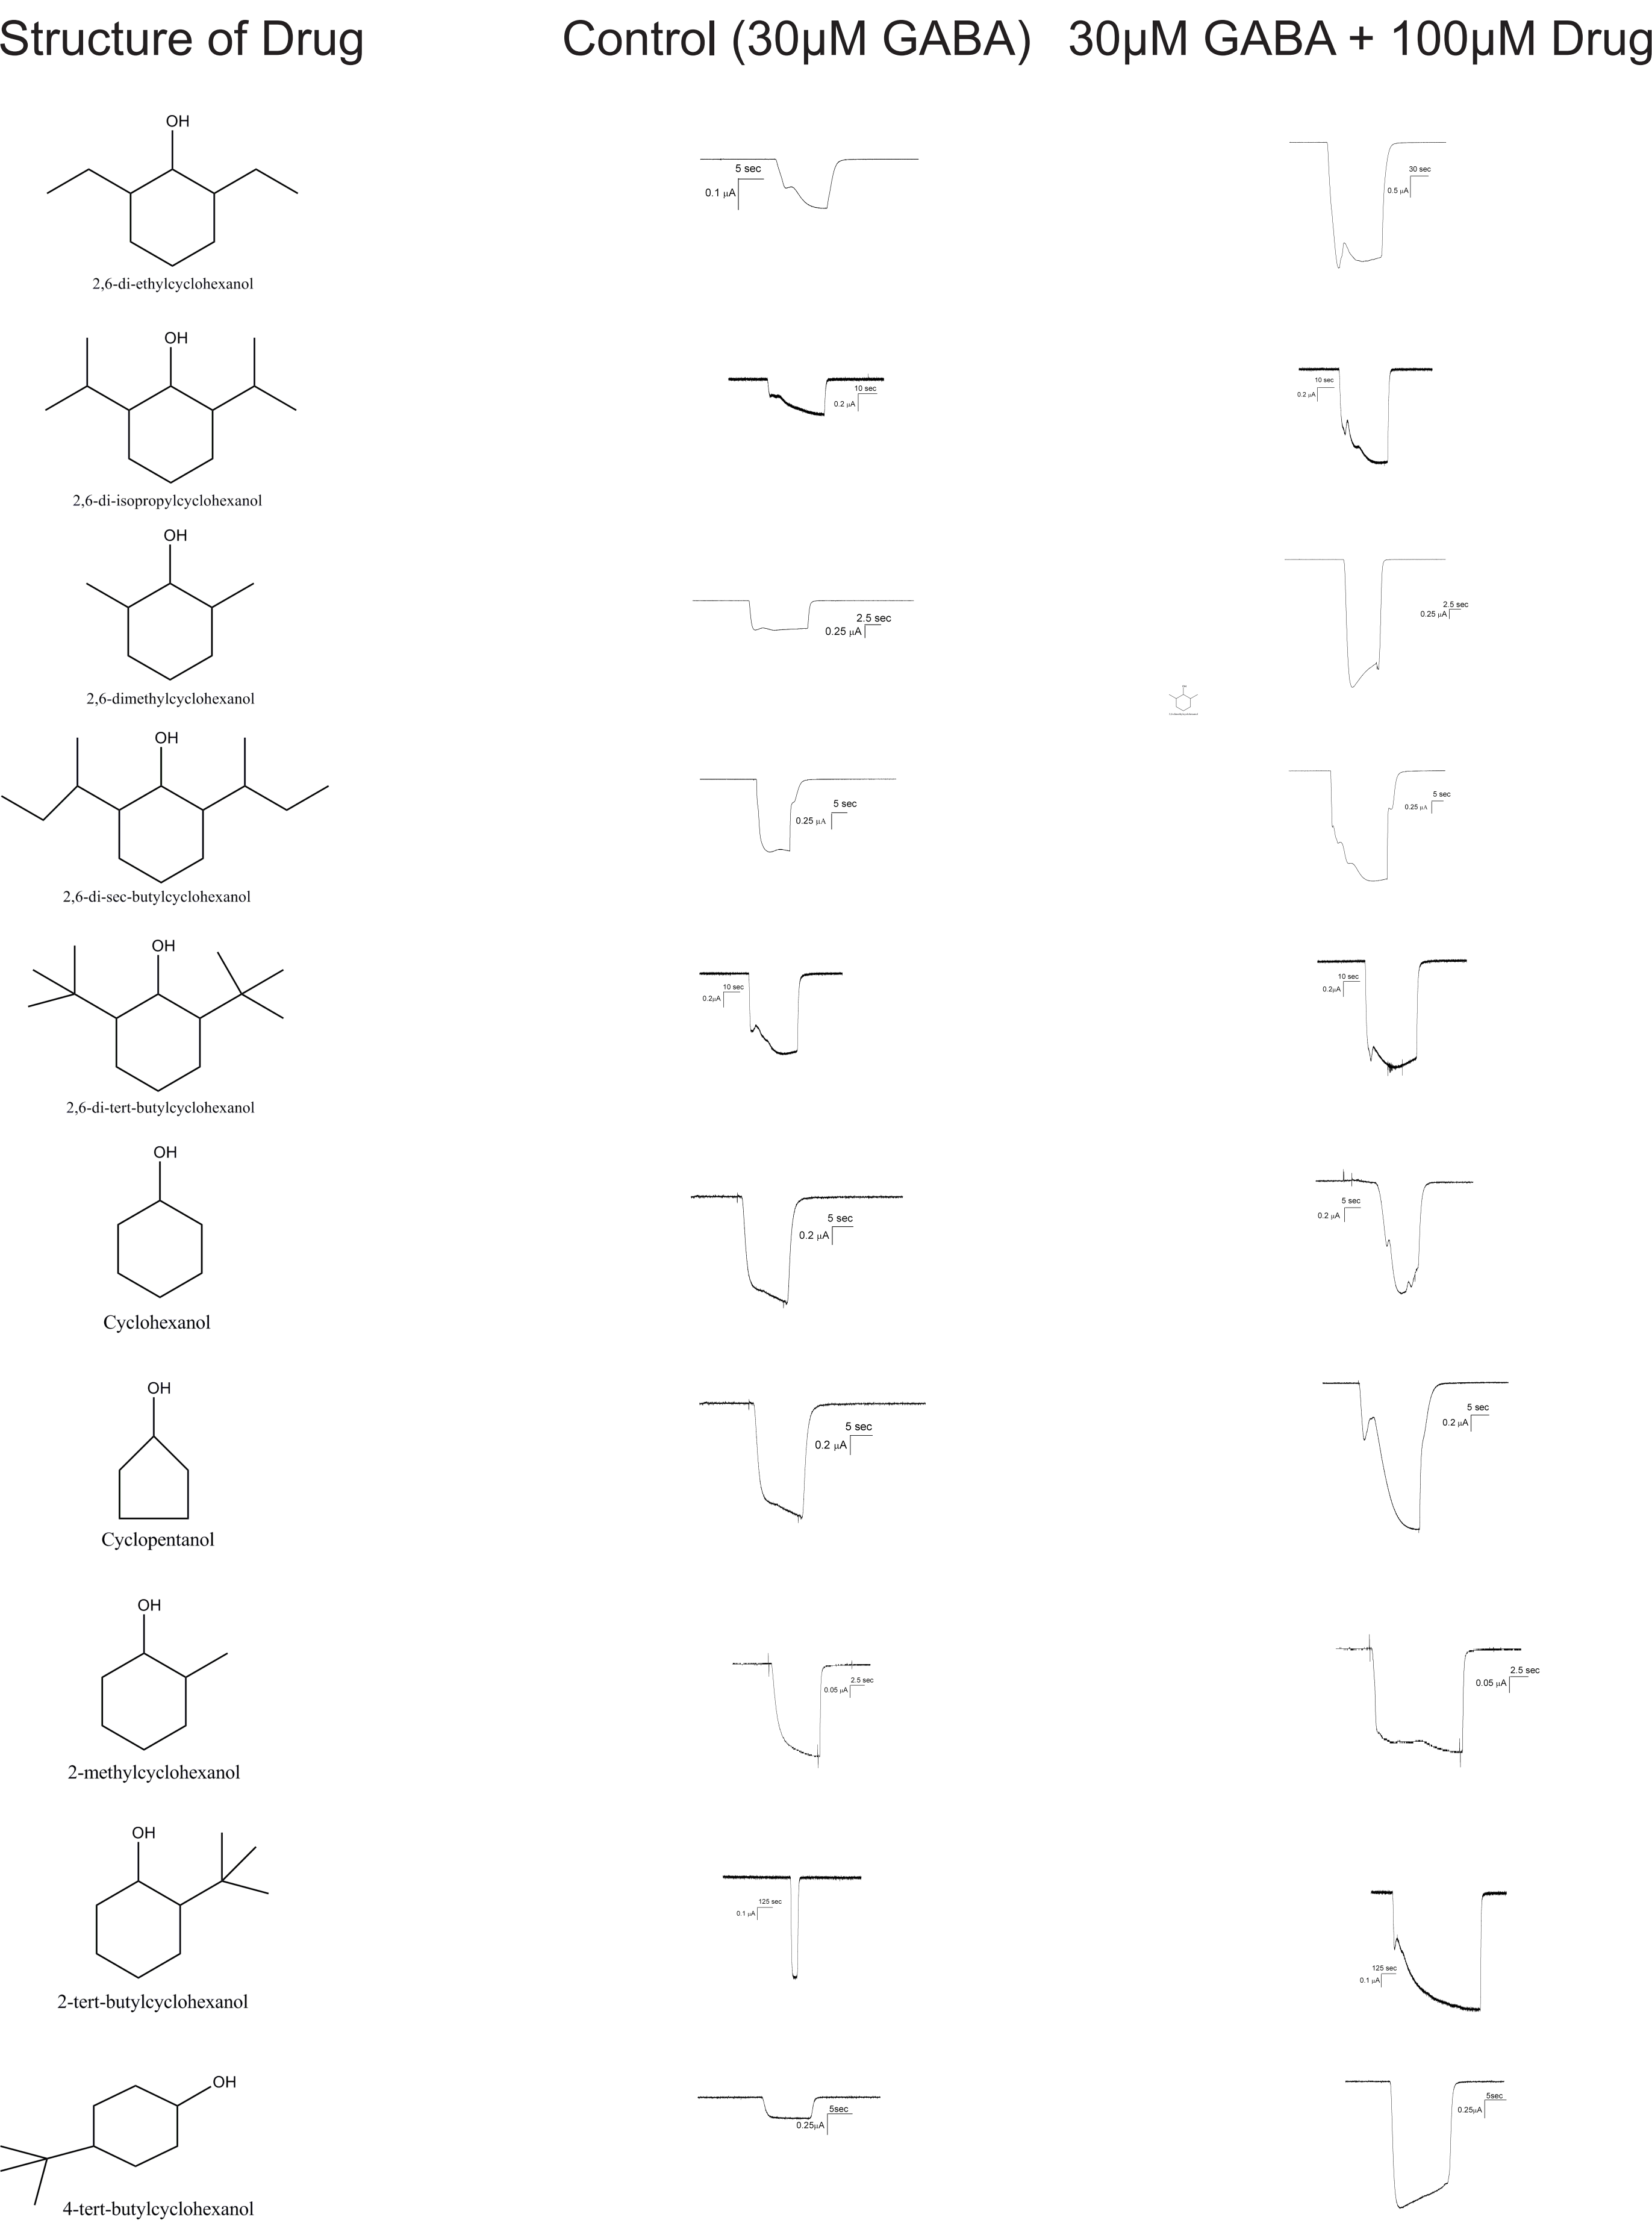 Structure of Drug Control (30µM GABA) 30µM GABA + 100µM Drug
OH
2,6-di-ethylcyclohexanol
5 sec
0.1 µA
30 sec
0.5 µA
OH
2,6-di-isopropylcyclohexanol
10 sec
0.2 µA
10 sec
0.2 µA
OH
2,6-dimethylcyclohexanol
2.5 sec
0.25 µA
2.5 sec
0.25 µA
OH
2,6-di-sec-butylcyclohexanol
5 sec
0.25 µA
5 sec
0.25 µA
OH
2,6-di-tert-butylcyclohexanol
10 sec
0.2µA
10 sec
0.2µA
OH
Cyclohexanol
5 sec
0.2 µA
5 sec
0.2 µA
OH
Cyclopentanol
5 sec
0.2 µA
5 sec
0.2 µA
OH
2-methylcyclohexanol
2.5 sec
0.05 µA
2.5 sec
0.05 µA
OH
2-tert-butylcyclohexanol
125 sec
0.1 µA
125 sec
0.1 µA
OH
4-tert-butylcyclohexanol
5sec
0.25µA
5sec
0.25µA